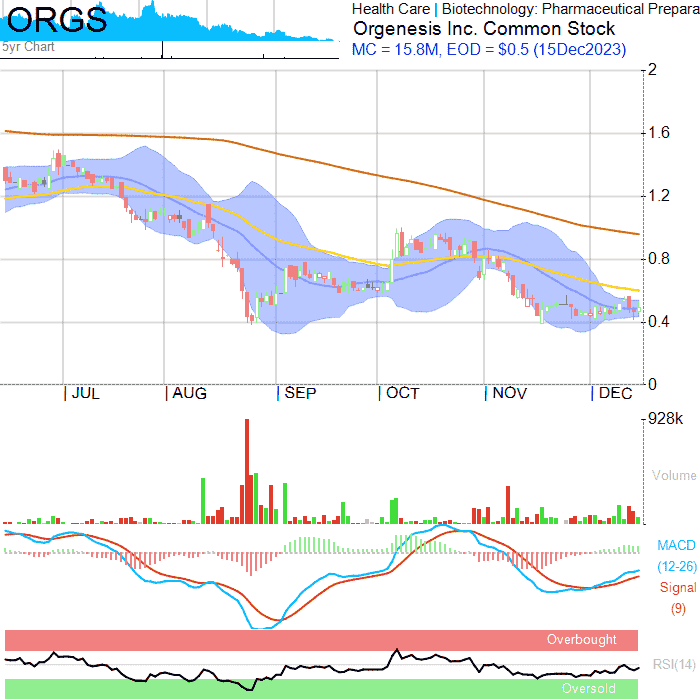 ORGS
5yr Chart
Health Care | Biotechnology: Pharmaceutical Prepara
Orgenesis Inc. Common Stock
MC = 15.8M, EOD = $0.5 (15Dec2023)
2
1.6
1.2
0.8
0.4
0
JUL AUG SEP OCT NOV DEC
928k
Volume
MACD
(12-26)
Signal
(9)
Overbought
RSI(14)
Oversold